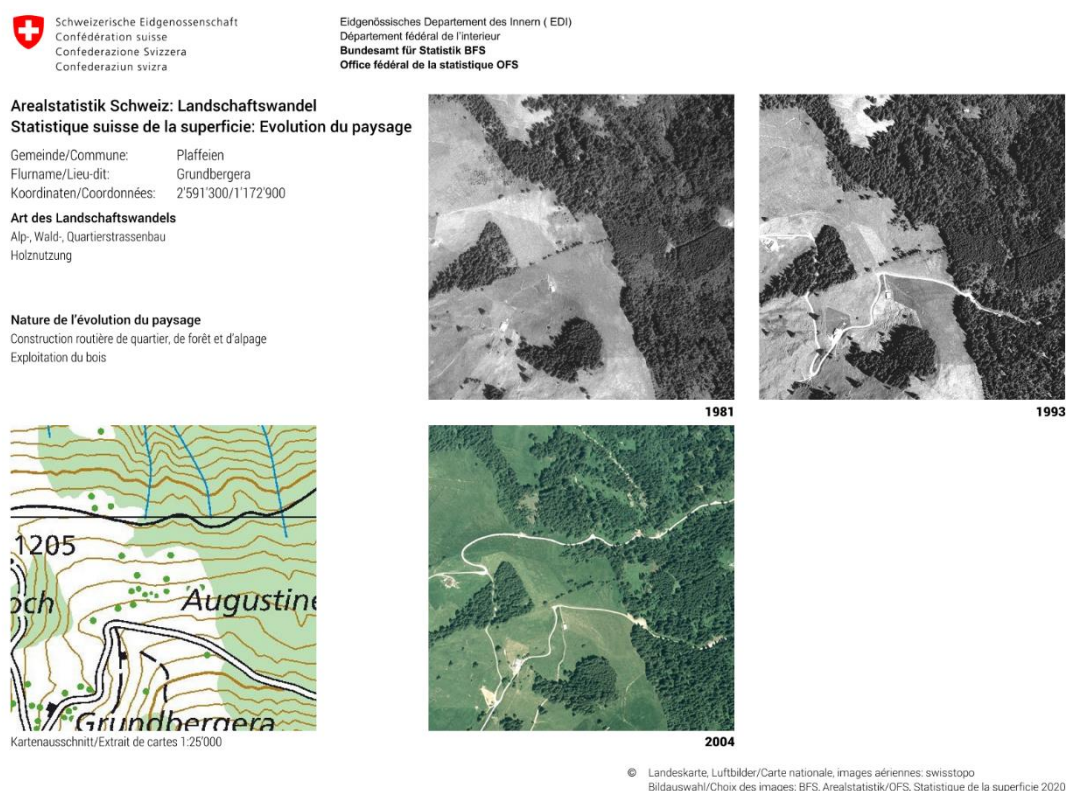 Schweizerische Eidgenossenschaft
Confédération suisse
Confederazione Svizzera
Confederaziun svizra
Eidgenössisches Departement des Innern ( EDI)
Département fédéral de l'interieur
Bundesamt für Statistik BFS
Office fédéral de la statistique OFS
Arealstatistik Schweiz: Landschaftswandel
Statistique suisse de la superficie: Evolution du paysage
Gemeinde/Commune: Plaffeien
Flurname/Lieu-dit: Grundbergera
Koordinaten/Coordonnées: 2'591'300/1'172'900
Art des Landschaftswandels
Alp-, Wald-, Quartierstrassenbau
Holznutzung
Nature de l'évolution du paysage
Construction routière de quartier, de forêt et d'alpage
Exploitation du bois
1981
1993
1205
och
Augustine
Grundbergera
Kartenausschnitt/Extrait de cartes 1:25'000
2004
© Landeskarte, Luftbilder/Carte nationale, images aériennes: swisstopo
Bildauswahl/Choix des images: BFS, Arealstatistik/OFS, Statistique de la superficie 2020